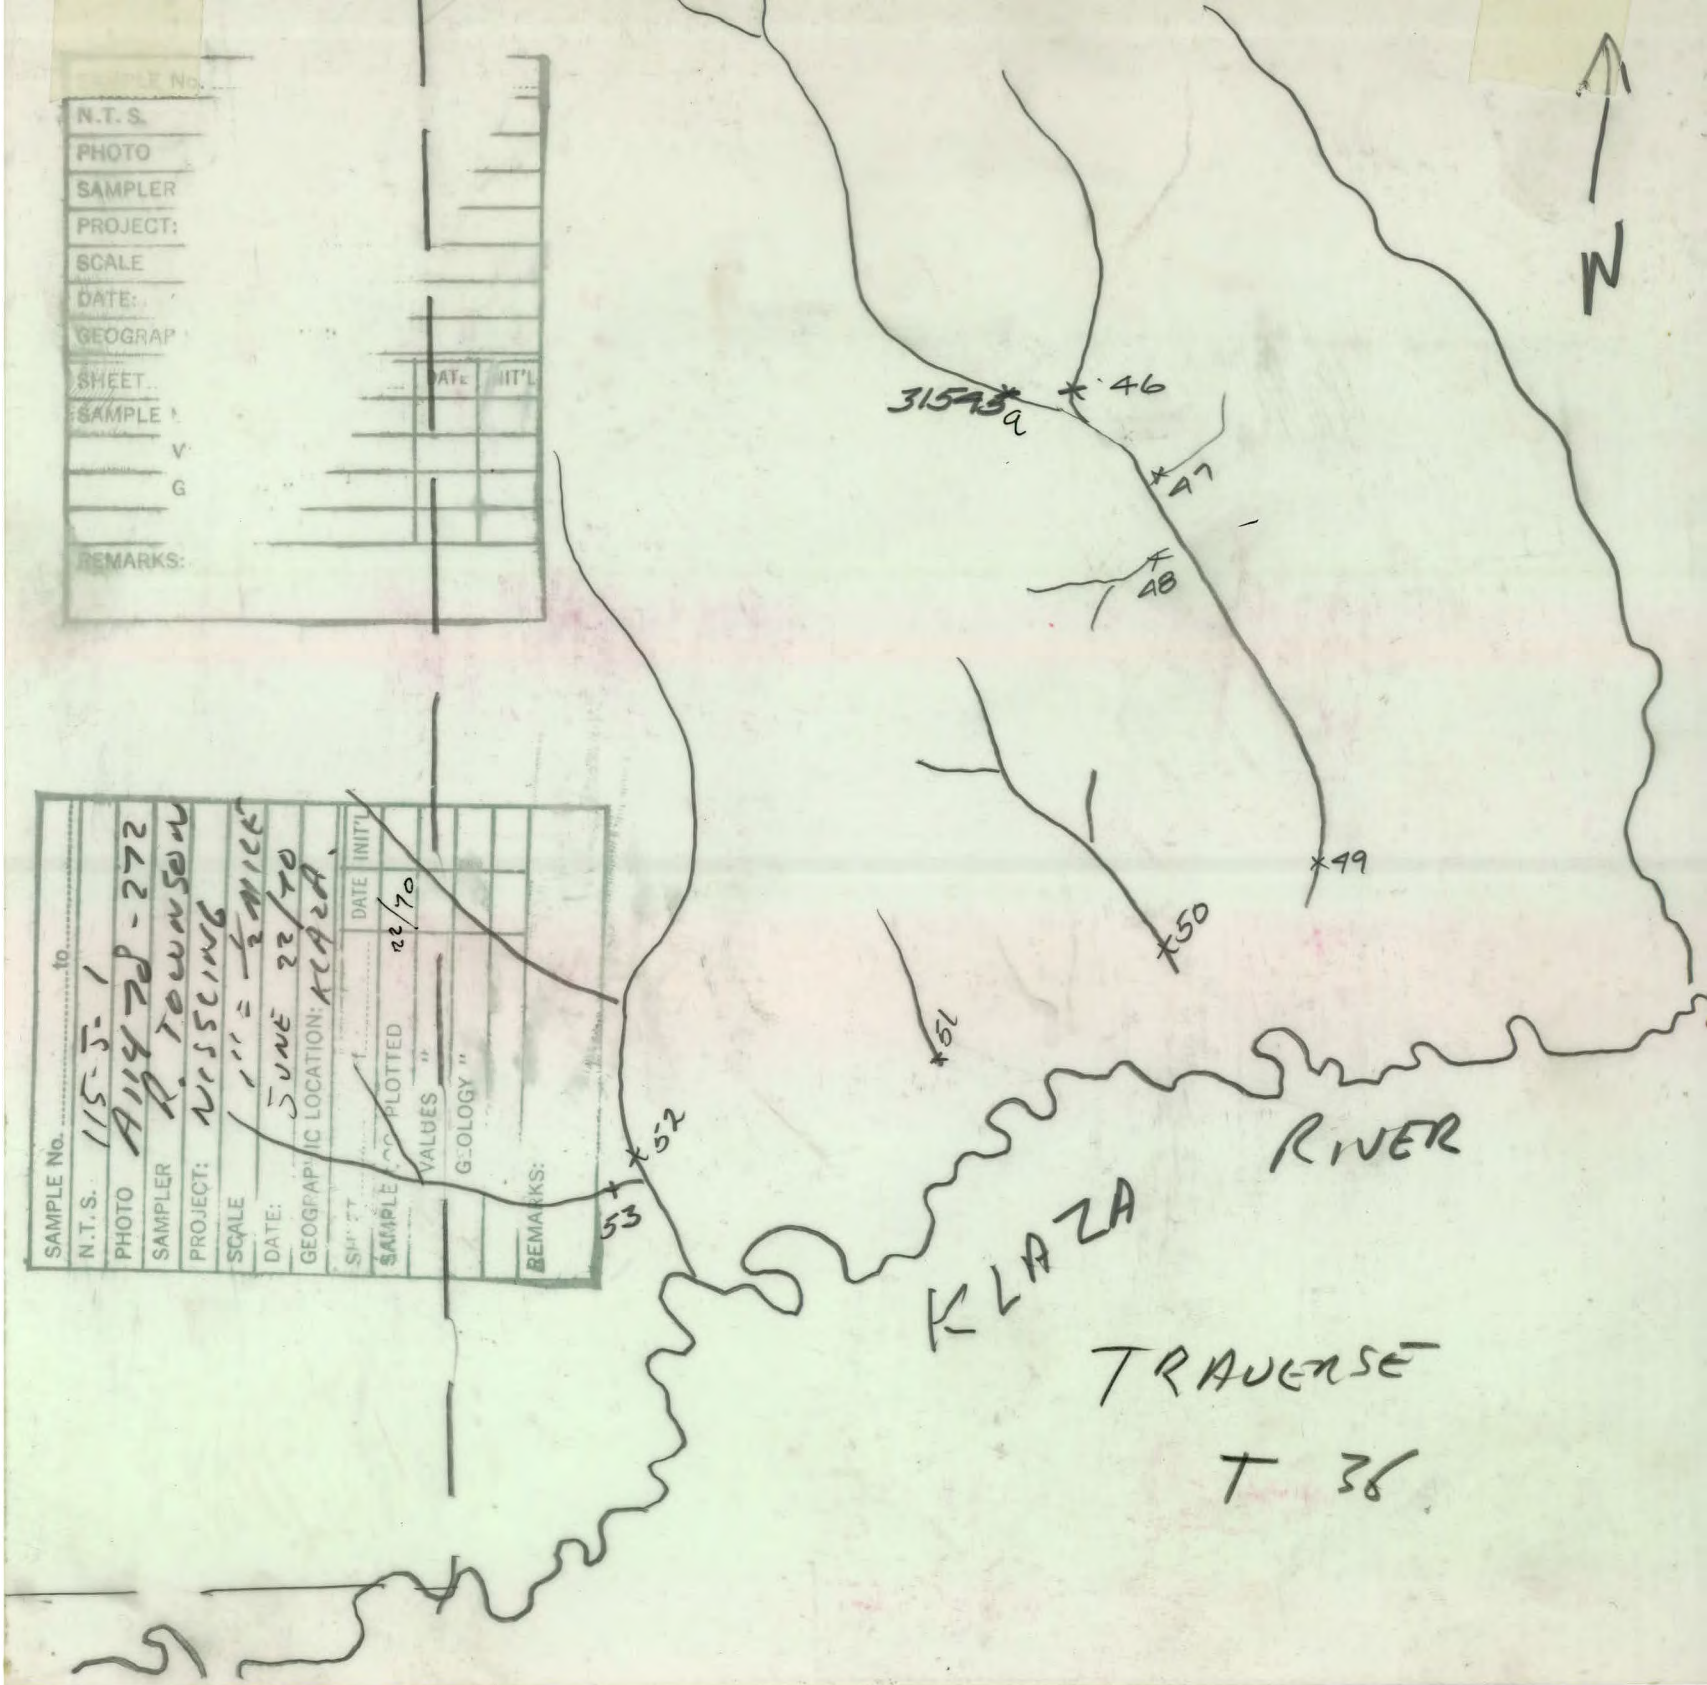 SAMPLE No.
N.T.S.
PHOTO
SAMPLER
PROJECT:
SCALE
DATE:
GEOGRAP
SHEET
DATE INIT'L
SAMPLE
V
G
REMARKS:
N
31545
a
46
47
48
49
50
51
52
53
SAMPLE No. to
N.T.S. 115-J-1
PHOTO A11478-272
SAMPLER R. TOWNSON
PROJECT: NISSLING
SCALE 1" = 1/2 MILE
DATE: JUNE 22/70
GEOGRAPHIC LOCATION: KLAZA.
SHEET DATE INIT'L
SAMPLE LOC PLOTTED 22/70
VALUES "
GEOLOGY "
REMARKS:
KLAZA RIVER
TRAVERSE
T 36